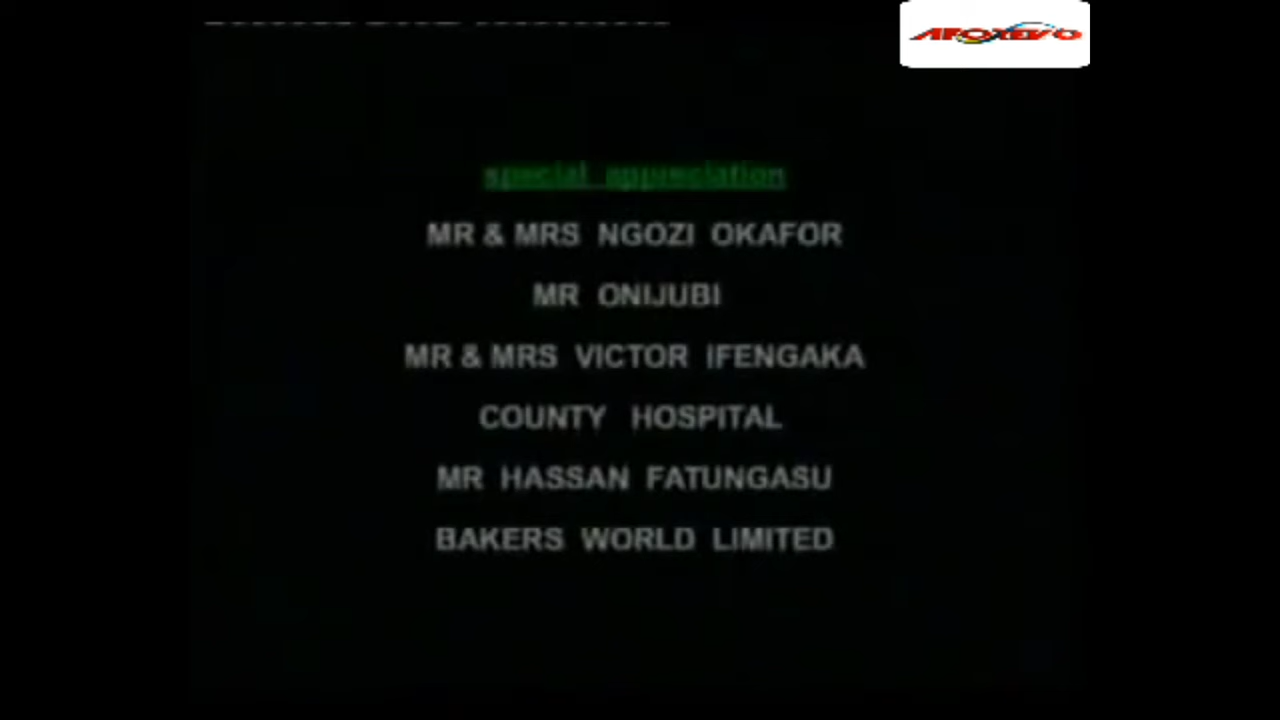 special appreciation
MR & MRS NGOZI OKAFOR
MR ONIJUBI
MR & MRS VICTOR IFENGAKA
COUNTY HOSPITAL
MR HASSAN FATUNGASU
BAKERS WORLD LIMITED